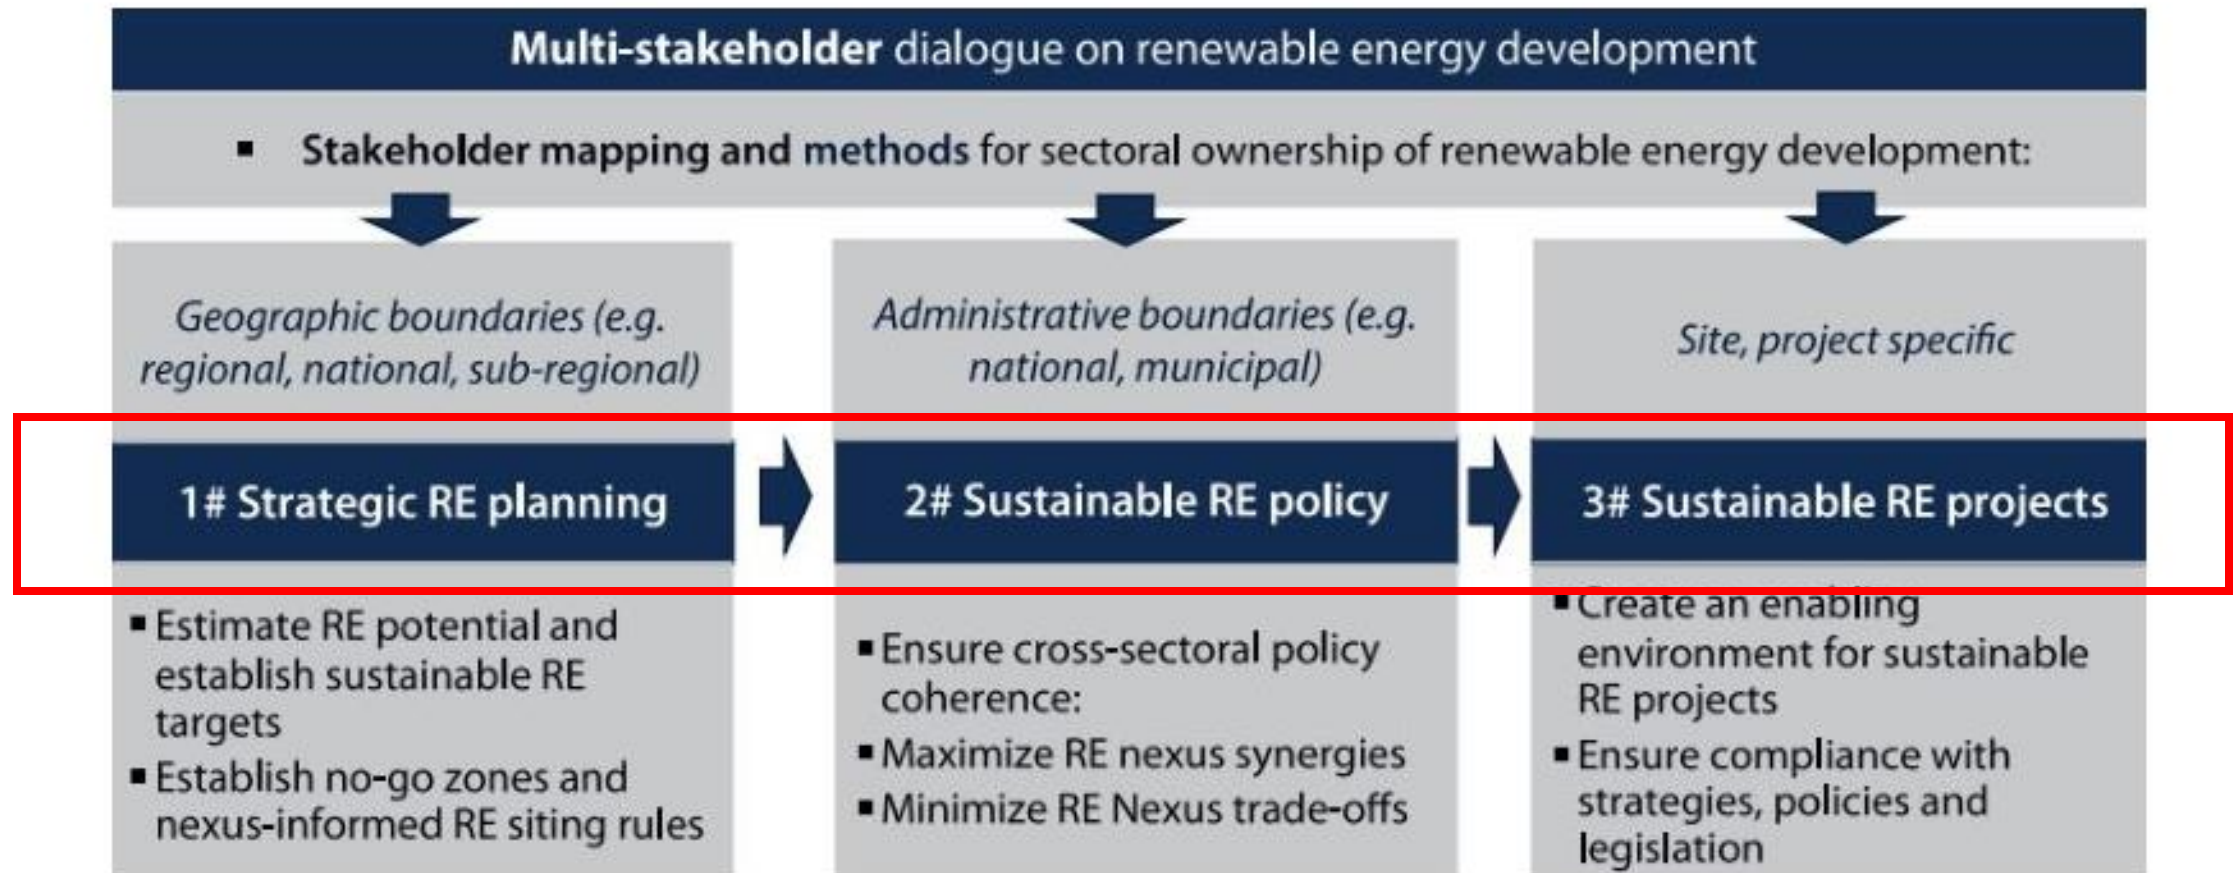 Multi-stakeholder dialogue on renewable energy development
▪ Stakeholder mapping and methods for sectoral ownership of renewable energy development:
Geographic boundaries (e.g.
regional, national, sub-regional)
1# Strategic RE planning
▪ Estimate RE potential and
establish sustainable RE
targets
▪ Establish no-go zones and
nexus-informed RE siting rules
Administrative boundaries (e.g.
national, municipal)
2# Sustainable RE policy
▪ Ensure cross-sectoral policy
coherence:
▪ Maximize RE nexus synergies
▪ Minimize RE Nexus trade-offs
Site, project specific
3# Sustainable RE projects
▪ Create an enabling
environment for sustainable
RE projects
▪ Ensure compliance with
strategies, policies and
legislation